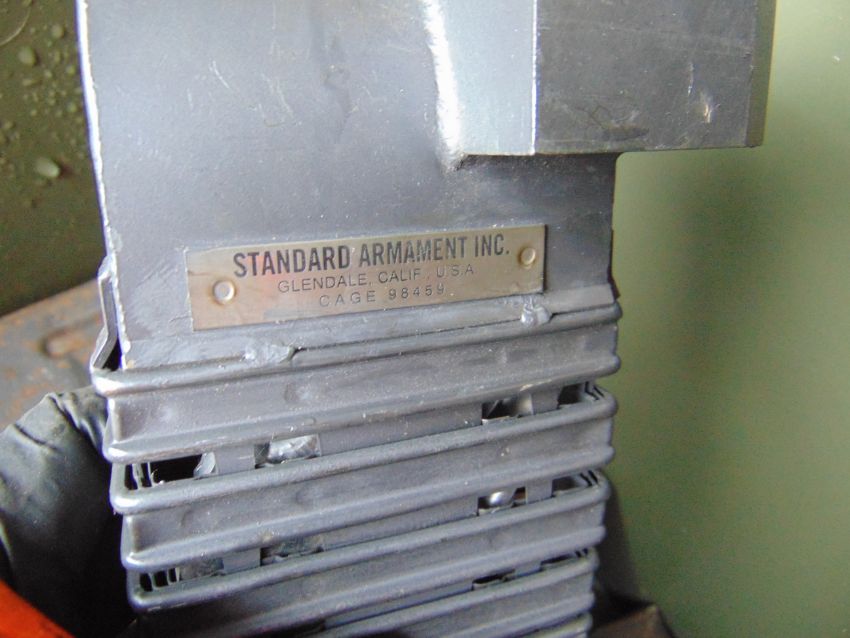 STANDARD ARMAMENT INC.
GLENDALE, CALIF., U.S.A
CAGE 98459